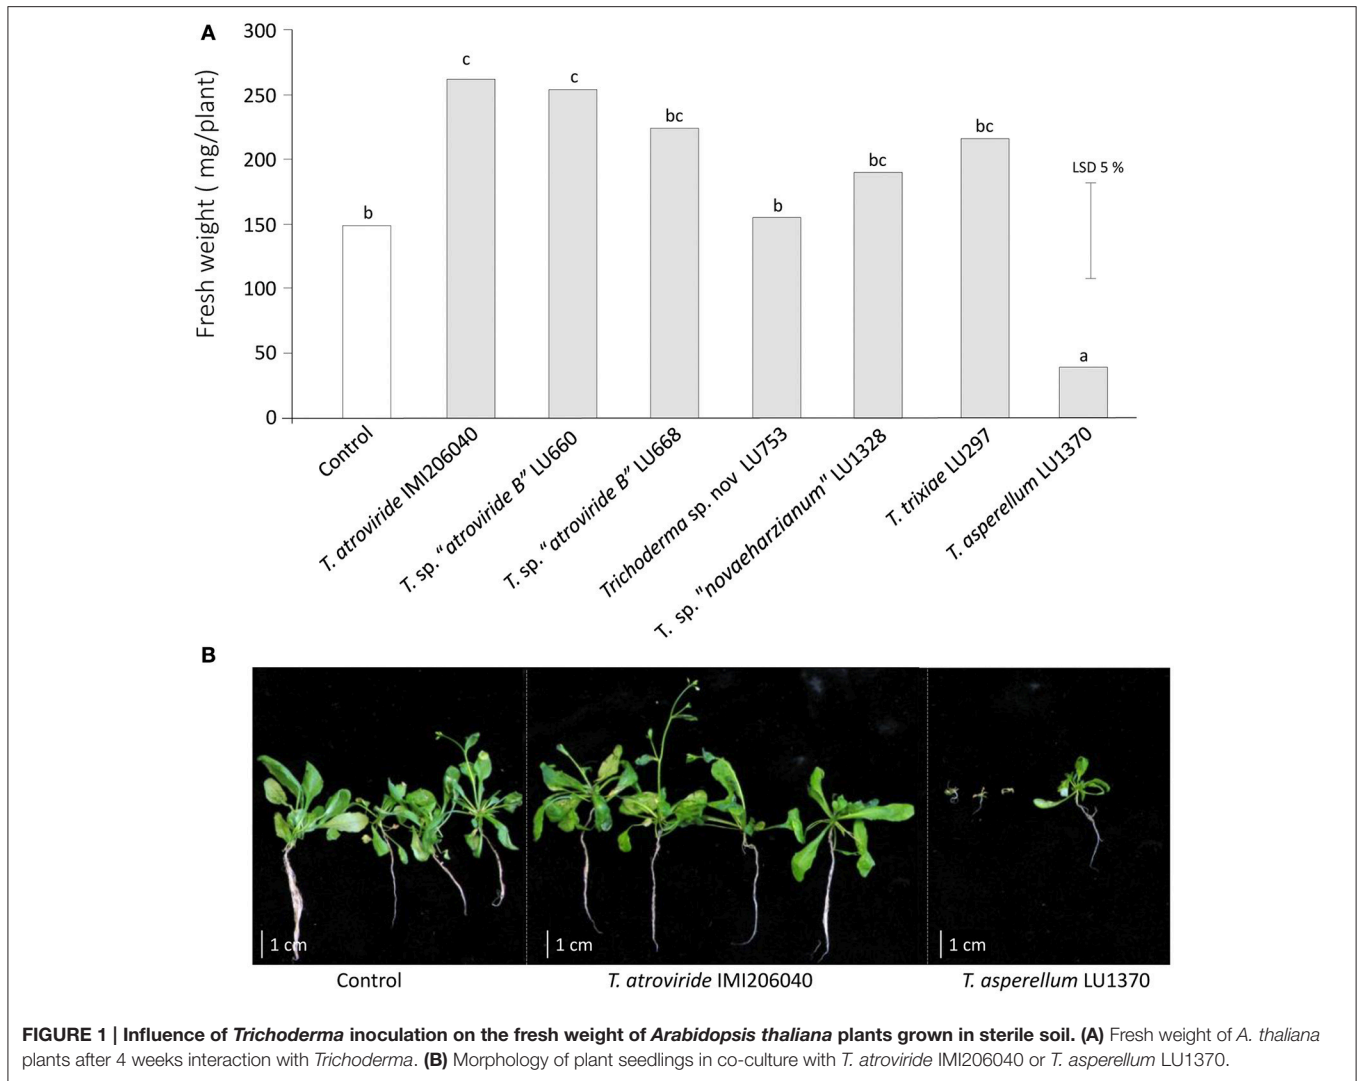 A
300
250
200
150
100
50
0
Fresh weight ( mg/plant)
b
c
c
bc
b
bc
bc
a
LSD 5 %
Control
T. atroviride IMI206040
T. sp. “atroviride B” LU660
T. sp. “atroviride B” LU668
Trichoderma sp. nov LU753
T. sp. "novaeharzianum" LU1328
T. trixiae LU297
T. asperellum LU1370
B
1 cm
1 cm
1 cm
Control
T. atroviride IMI206040
T. asperellum LU1370
FIGURE 1 | Influence of Trichoderma inoculation on the fresh weight of Arabidopsis thaliana plants grown in sterile soil. (A) Fresh weight of A. thaliana
plants after 4 weeks interaction with Trichoderma. (B) Morphology of plant seedlings in co-culture with T. atroviride IMI206040 or T. asperellum LU1370.